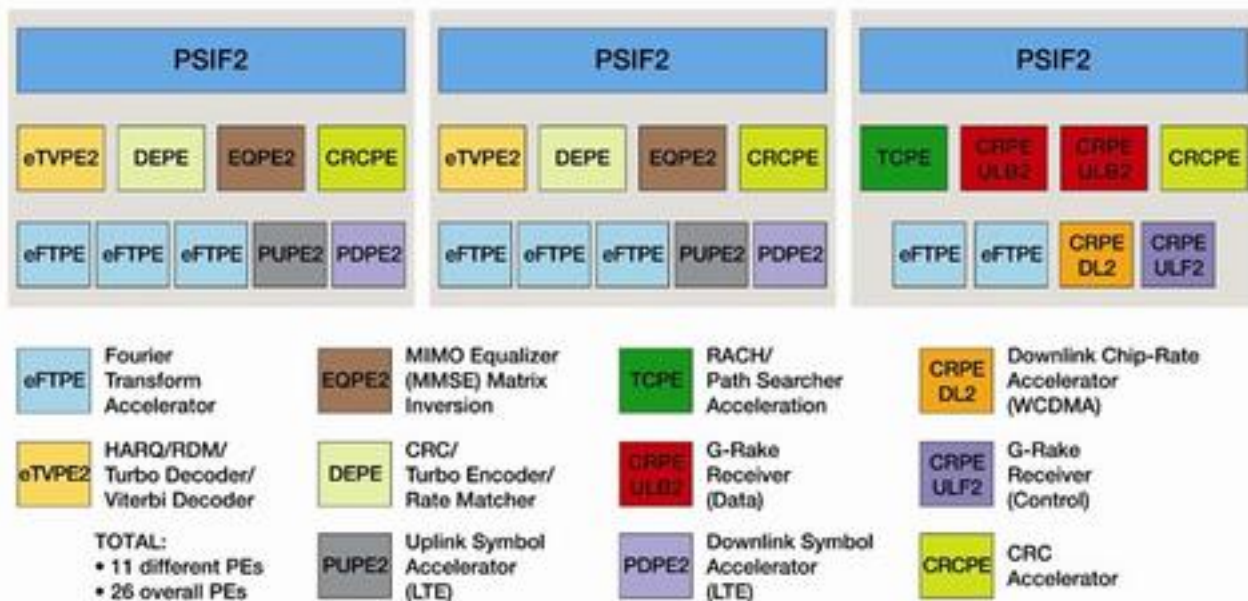 PSIF2
PSIF2
PSIF2
eTVPE2 DEPE EQPE2 CRCPE
eFTPE eFTPE eFTPE PUPE2 PDPE2
eTVPE2 DEPE EQPE2 CRCPE
eFTPE eFTPE eFTPE PUPE2 PDPE2
TCPE
CRPE
ULB2
CRPE
ULB2
CRCPE
eFTPE eFTPE
CRPE
DL2
CRPE
ULF2
eFTPE
Fourier
Transform
Accelerator
EQPE2
MIMO Equalizer
(MMSE) Matrix
Inversion
TCPE
RACH/
Path Searcher
Acceleration
CRPE
DL2
Downlink Chip-Rate
Accelerator
(WCDMA)
eTVPE2
HARQ/RDM/
Turbo Decoder/
Viterbi Decoder
DEPE
CRC/
Turbo Encoder/
Rate Matcher
CRPE
ULB2
G-Rake
Receiver
(Data)
CRPE
ULF2
G-Rake
Receiver
(Control)
TOTAL:
• 11 different PEs
• 26 overall PEs
PUPE2
Uplink Symbol
Accelerator
(LTE)
PDPE2
Downlink Symbol
Accelerator
(LTE)
CRCPE
CRC
Accelerator